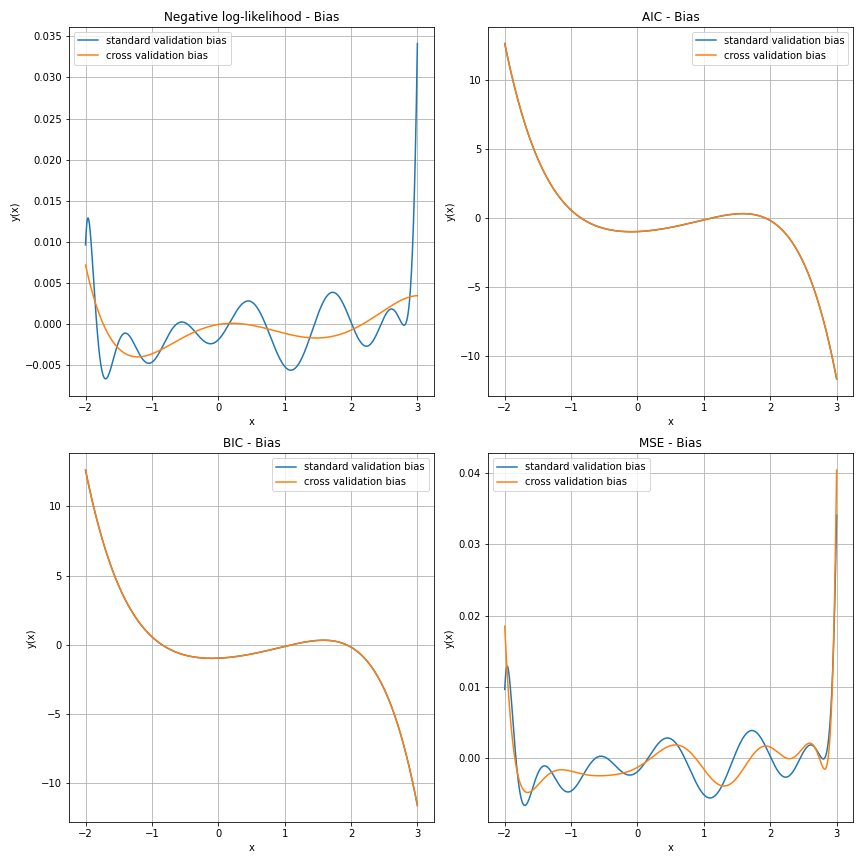 Negative log-likelihood - Bias
standard validation bias
cross validation bias
0.035
0.030
0.025
0.020
0.015
0.010
0.005
0.000
−0.005
y(x)
−2
−1
0
1
2
3
x
AIC - Bias
standard validation bias
cross validation bias
10
5
0
−5
−10
y(x)
−2
−1
0
1
2
3
x
BIC - Bias
standard validation bias
cross validation bias
10
5
0
−5
−10
y(x)
−2
−1
0
1
2
3
x
MSE - Bias
standard validation bias
cross validation bias
0.04
0.03
0.02
0.01
0.00
y(x)
−2
−1
0
1
2
3
x